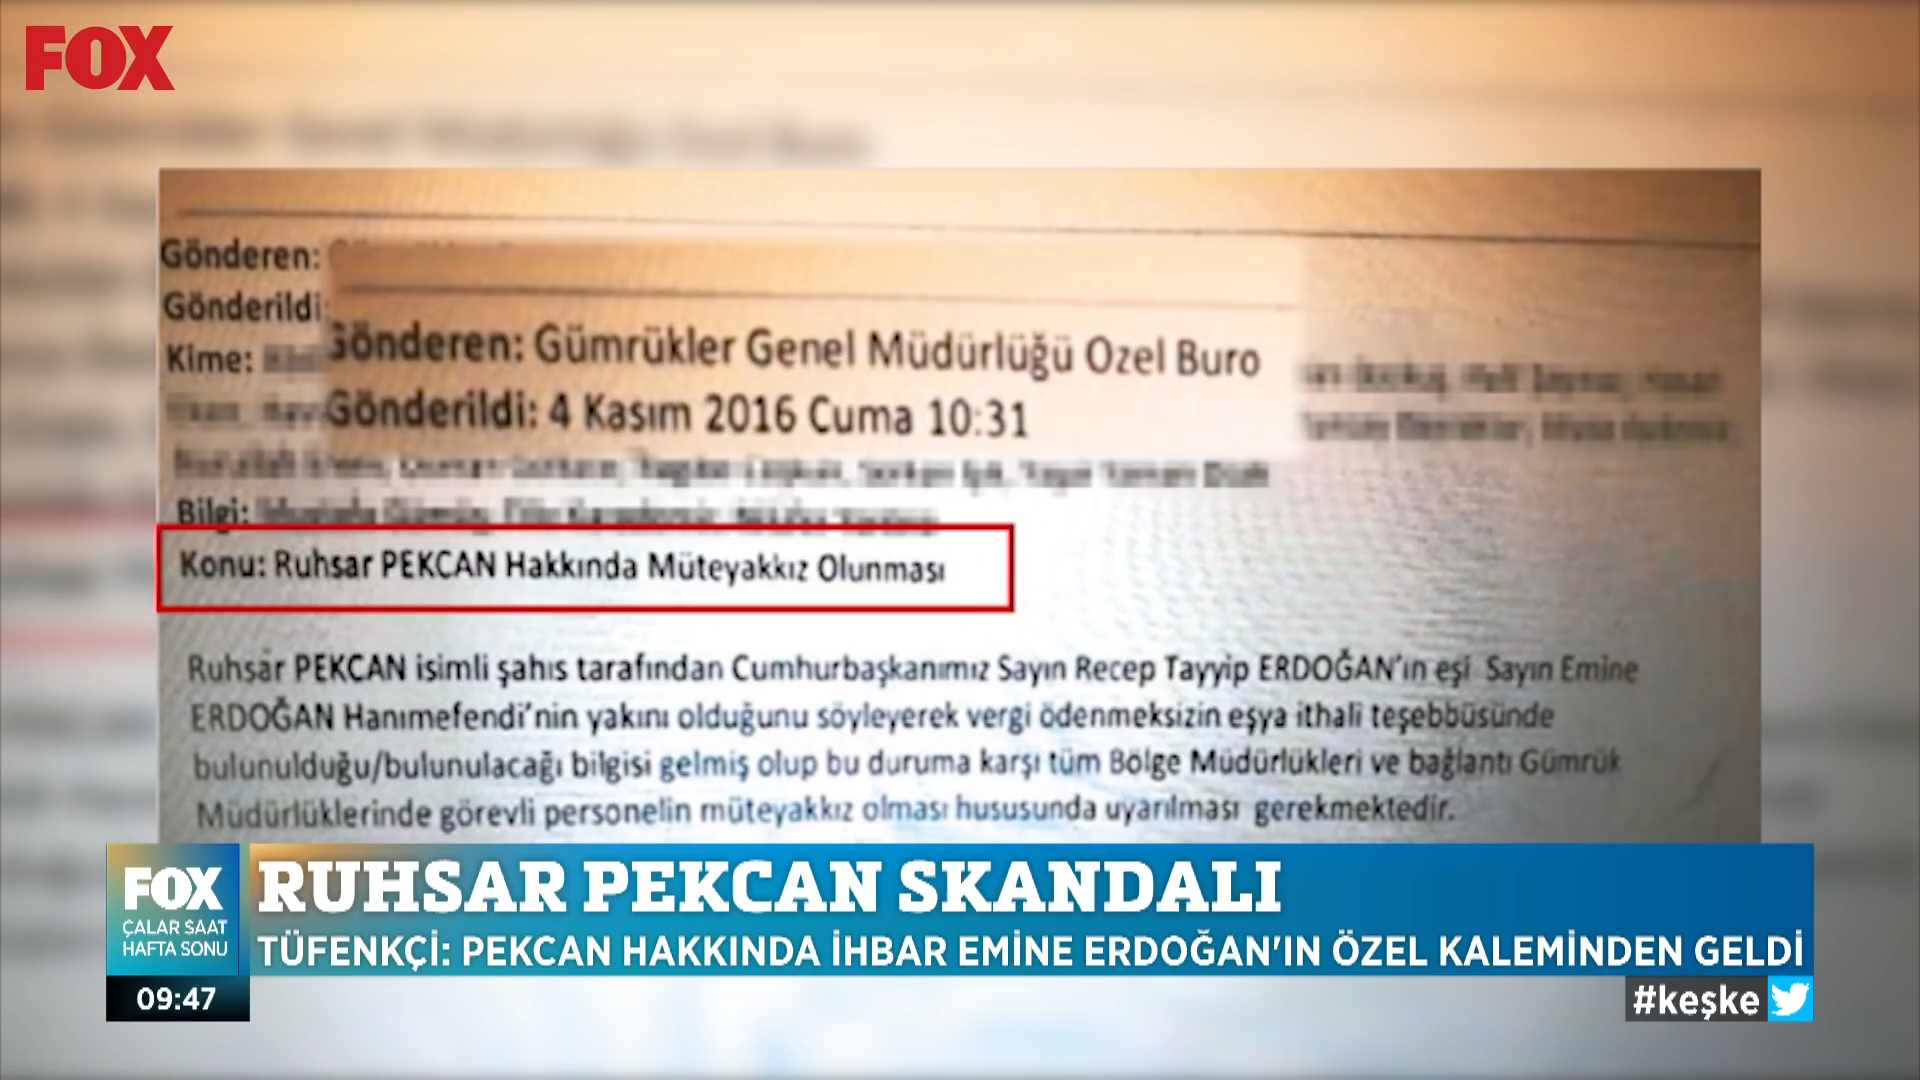 FOX
Gönderen:
Gönderildi:
Kime:
Gönderen: Gümrükler Genel Müdürlüğü Ozel Buro
Gönderildi: 4 Kasım 2016 Cuma 10:31
Bilgi:
Konu: Ruhsar PEKCAN Hakkında Müteyakkız Olunması
Ruhsar PEKCAN isimli şahıs tarafından Cumhurbaşkanımız Sayın Recep Tayyip ERDOĞAN'ın eşi Sayın Emine
ERDOĞAN Hanımefendi'nin yakını olduğunu söyleyerek vergi ödenmeksizin eşya ithali teşebbüsünde
bulunulduğu/bulunulacağı bilgisi gelmiş olup bu duruma karşı tüm Bölge Müdürlükleri ve bağlantı Gümrük
Müdürlüklerinde görevli personelin müteyakkız olması hususunda uyarılması gerekmektedir.
FOX
ÇALAR SAAT
HAFTA SONU
RUHSAR PEKCAN SKANDALI
TÜFENKÇİ: PEKCAN HAKKINDA İHBAR EMİNE ERDOĞAN'IN ÖZEL KALEMİNDEN GELDİ
09:47
#keşke